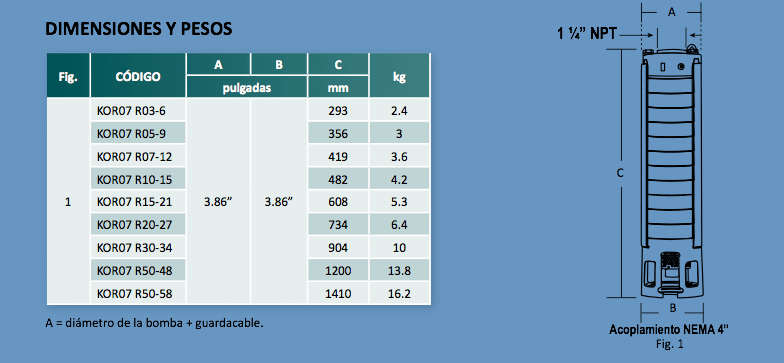 DIMENSIONES Y PESOS
Fig. CÓDIGO A B C kg
pulgadas mm
KOR07 R03-6 293 2.4
KOR07 R05-9 356 3
KOR07 R07-12 419 3.6
KOR07 R10-15 482 4.2
1 KOR07 R15-21 3.86” 3.86” 608 5.3
KOR07 R20-27 734 6.4
KOR07 R30-34 904 10
KOR07 R50-48 1200 13.8
KOR07 R50-58 1410 16.2
A = diámetro de la bomba + guardacable.
A
1 ¼” NPT
C
B
Acoplamiento NEMA 4”
Fig. 1